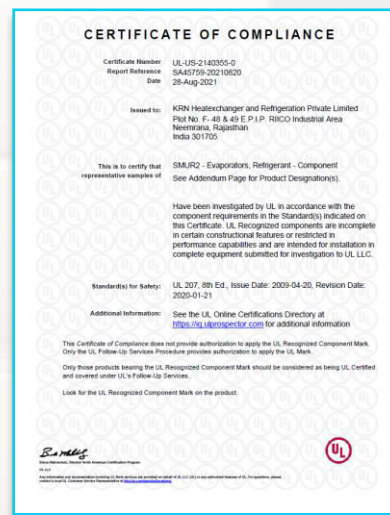 CERTIFICATE OF COMPLIANCE
Certificate Number UL-US-2140355-0
Report Reference SA45759-20210820
Date 28-Aug-2021
Issued to: KRN Heatexchanger and Refrigeration Private Limited
Plot No. F- 48 & 49 E.P.I.P. RIICO Industrial Area
Neemrana, Rajasthan
India 301705
This is to certify that SMUR2 - Evaporators, Refrigerant - Component
representative samples of See Addendum Page for Product Designation(s).
Have been investigated by UL in accordance with the
component requirements in the Standard(s) indicated on
this Certificate. UL Recognized components are incomplete
in certain constructional features or restricted in
performance capabilities and are intended for installation in
complete equipment submitted for investigation to UL LLC.
Standard(s) for Safety: UL 207, 8th Ed., Issue Date: 2009-04-20, Revision Date:
2020-01-21
Additional Information: See the UL Online Certifications Directory at
https://iq.ulprospector.com for additional information
This Certificate of Compliance does not provide authorization to apply the UL Recognized Component Mark.
Only the UL Follow-Up Services Procedure provides authorization to apply the UL Mark.
Only those products bearing the UL Recognized Component Mark should be considered as being UL Certified
and covered under UL's Follow-Up Services.
Look for the UL Recognized Component Mark on the product.
UL